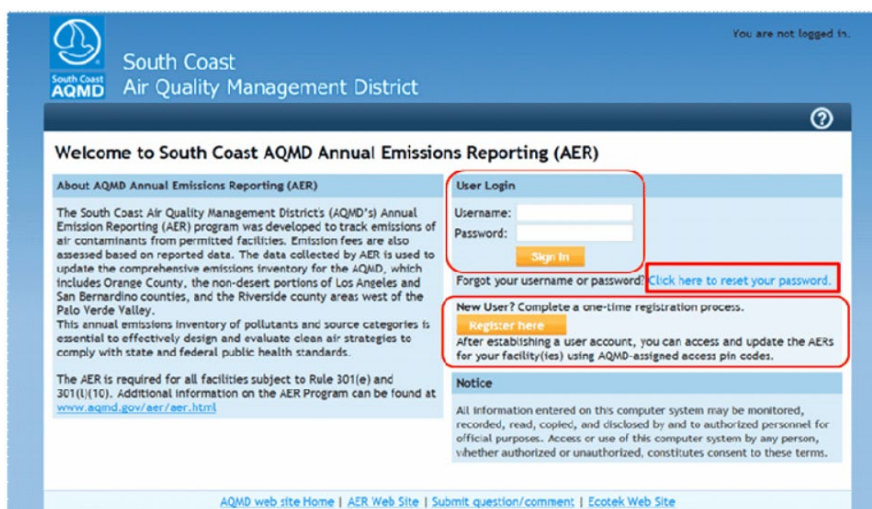 You are not logged in.
South Coast
AQMD
South Coast
Air Quality Management District
?
Welcome to South Coast AQMD Annual Emissions Reporting (AER)
About AQMD Annual Emissions Reporting (AER)
The South Coast Air Quality Management District's (AQMD's) Annual
Emission Reporting (AER) program was developed to track emissions of
air contaminants from permitted facilities. Emission fees are also
assessed based on reported data. The data collected by AER is used to
update the comprehensive emissions inventory for the AQMD, which
includes Orange County, the non-desert portions of Los Angeles and
San Bernardino counties, and the Riverside county areas west of the
Palo Verde Valley.
This annual emissions inventory of pollutants and source categories is
essential to effectively design and evaluate clean air strategies to
comply with state and federal public health standards.
The AER is required for all facilities subject to Rule 301(e) and
301(l)(10). Additional information on the AER Program can be found at
www.aqmd.gov/aer/aer.html
User Login
Username:
Password:
Sign In
Forgot your username or password? Click here to reset your password.
New User? Complete a one-time registration process.
Register here
After establishing a user account, you can access and update the AERs
for your facility(ies) using AQMD-assigned access pin codes.
Notice
All information entered on this computer system may be monitored,
recorded, read, copied, and disclosed by and to authorized personnel for
official purposes. Access or use of this computer system by any person,
whether authorized or unauthorized, constitutes consent to these terms.
AQMD web site Home | AER Web Site | Submit question/comment | Ecotek Web Site